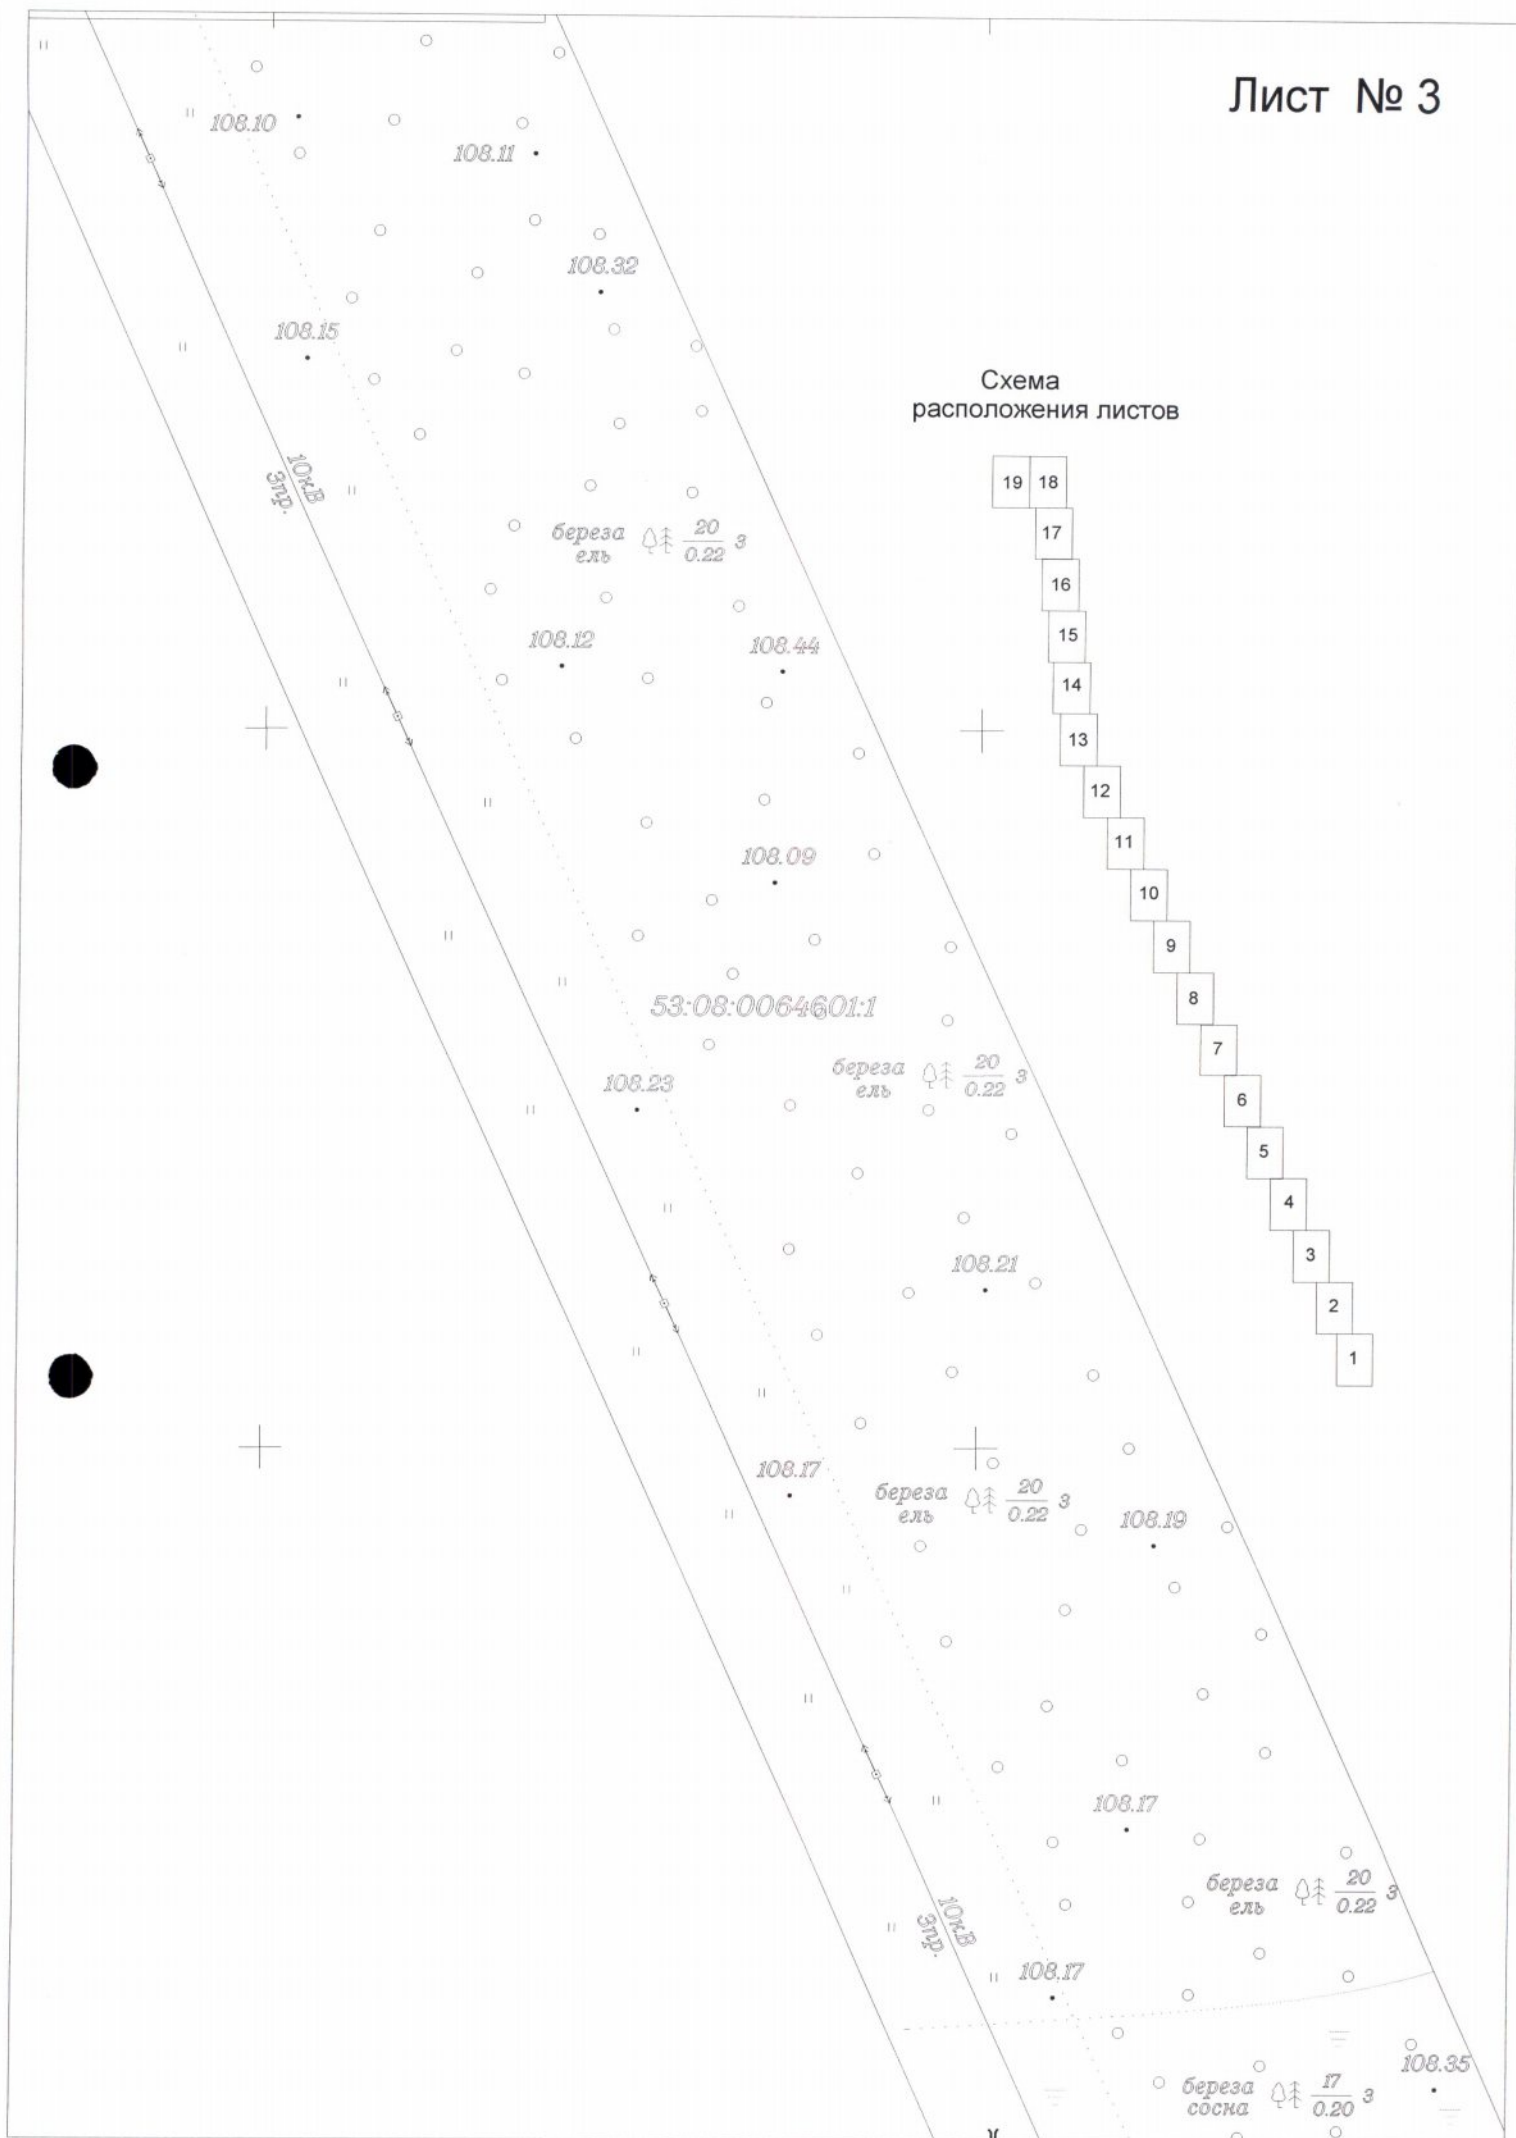 Лист № 3
108.10
108.11
108.32
108.15
Схема
расположения листов
19 18
17
16
15
14
13
12
11
10
9
8
7
6
5
4
3
2
1
10кВ
3пр.
береза 20
ель 0.22 3
108.12
108.44
108.09
53:08:0064601:1
береза 20
ель 0.22 3
108.23
108.21
108.17
береза 20
ель 0.22 3
108.19
108.17
береза 20
ель 0.22 3
10кВ
3пр.
108.17
108.35
береза 17
сосна 0.20 3